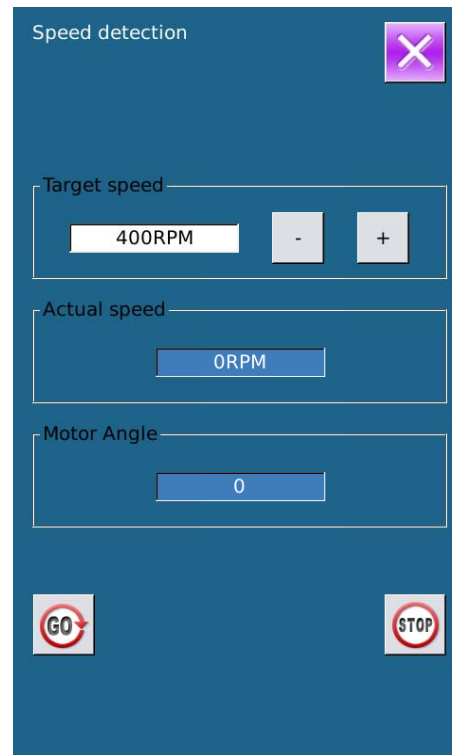 Speed detection
Target speed
400RPM - +
Actual speed
0RPM
Motor Angle
0
GO STOP